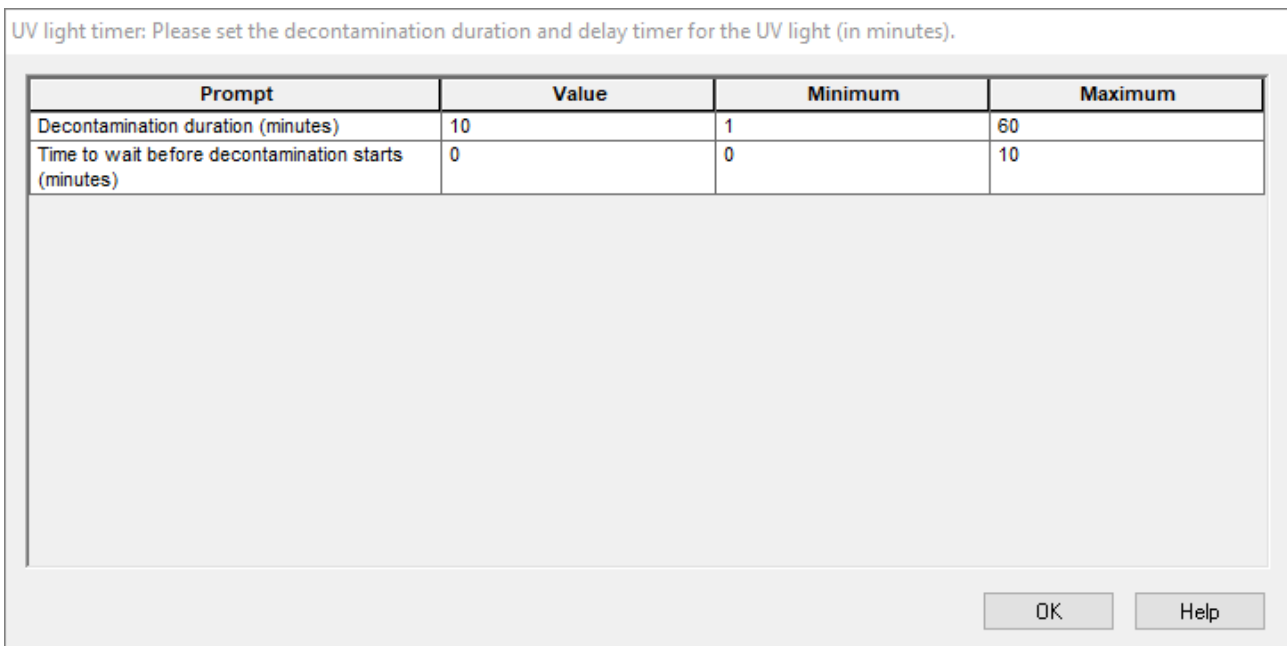 UV light timer: Please set the decontamination duration and delay timer for the UV light (in minutes).
Prompt Value Minimum Maximum
Decontamination duration (minutes) 10 1 60
Time to wait before decontamination starts 0 0 10
(minutes)
OK Help